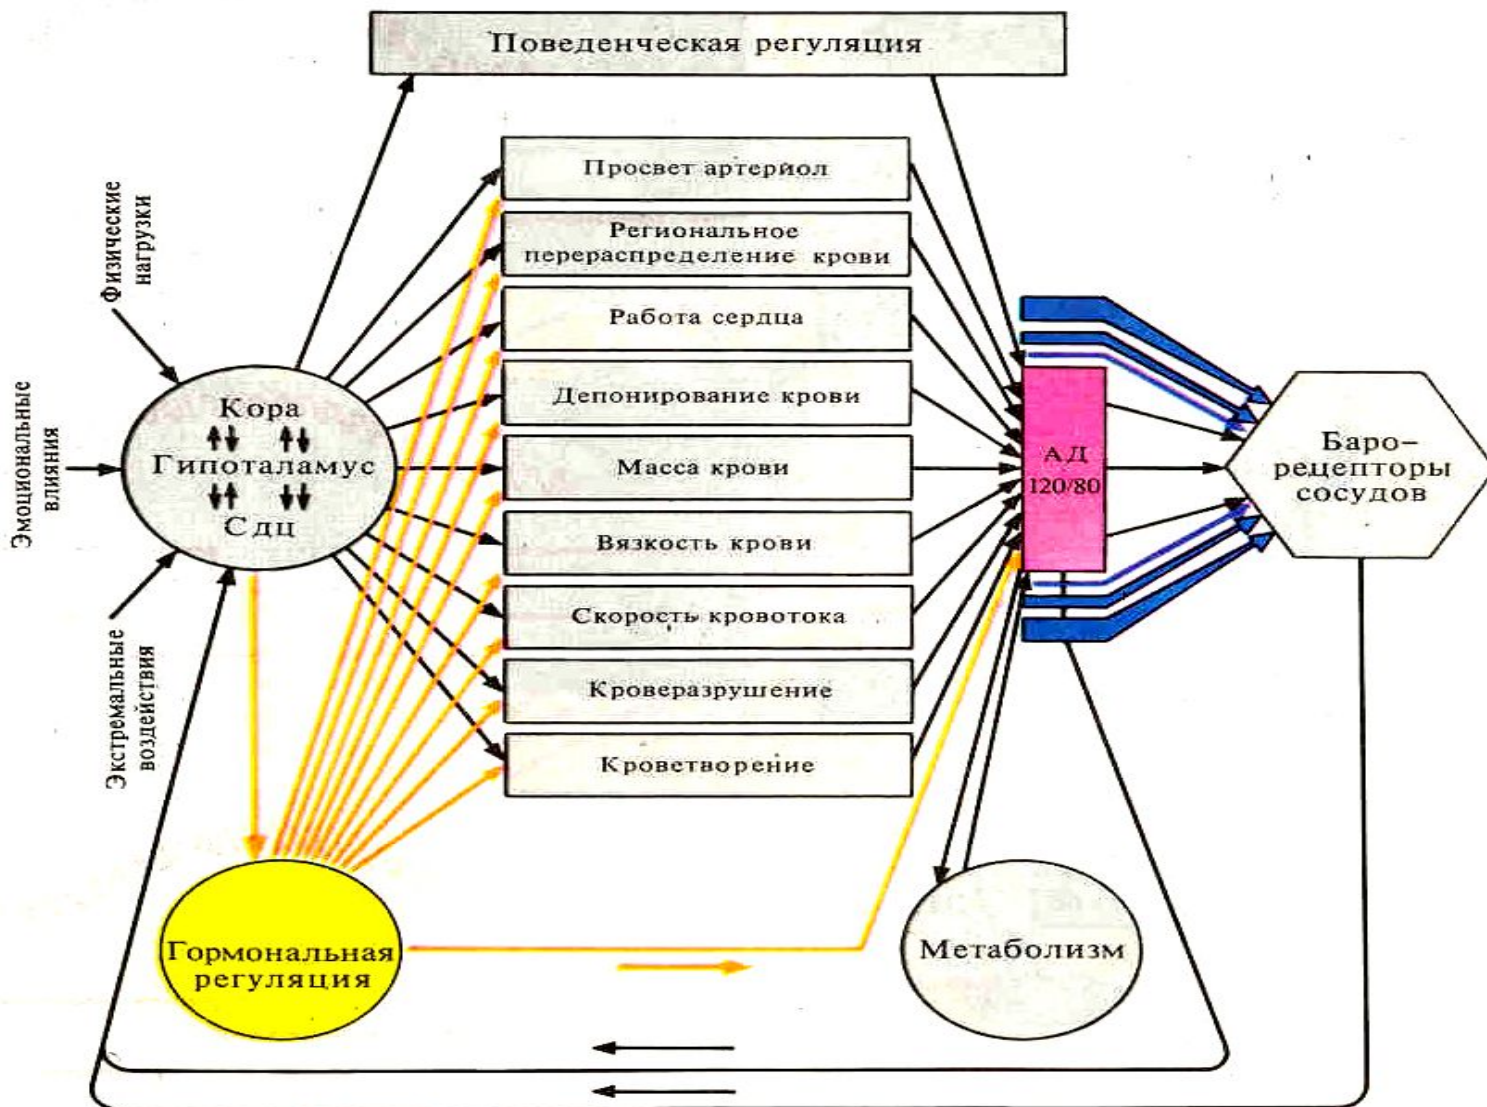 Поведенческая регуляция
Просвет артериол
Региональное
перераспределение крови
Работа сердца
Депонирование крови
Масса крови
Вязкость крови
Скорость кровотока
Кроверазрушение
Кроветворение
Физические
нагрузки
Эмоциональные
влияния
Экстремальные
воздействия
Кора
Гипоталамус
Сдц
Гормональная
регуляция
АД
120/80
Метаболизм
Баро-
рецепторы
сосудов